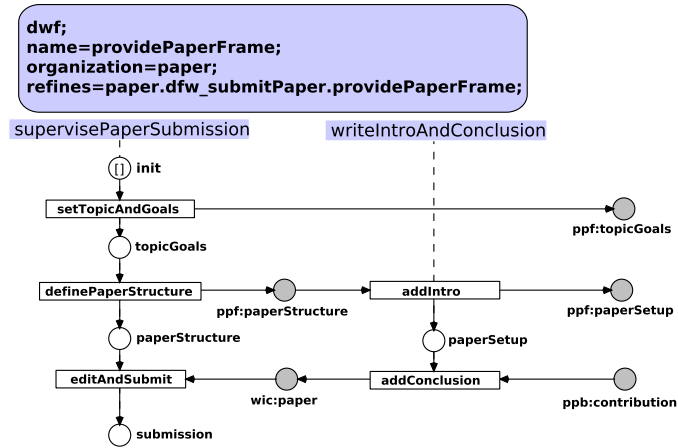 dwf;
name=providePaperFrame;
organization=paper;
refines=paper.dfw_submitPaper.providePaperFrame;
supervisePaperSubmission writeIntroAndConclusion
[] init
setTopicAndGoals
ppf:topicGoals
topicGoals
definePaperStructure addIntro
ppf:paperStructure ppf:paperSetup
paperStructure paperSetup
editAndSubmit addConclusion
wic:paper ppb:contribution
submission